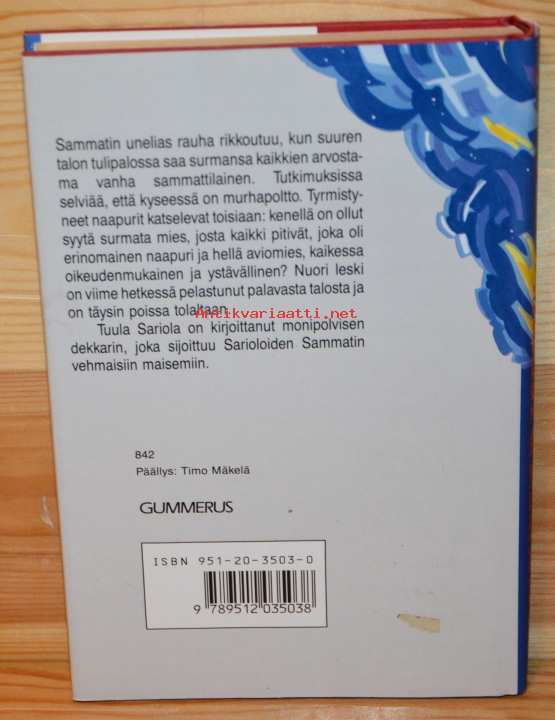 Sammatin unelias rauha rikkoutuu, kun suuren
talon tulipalossa saa surmansa kaikkien arvosta-
ma vanha sammattilainen. Tutkimuksissa
selviää, että kyseessä on murhapoltto. Tyrmisty-
neet naapurit katselevat toisiaan: kenellä on ollut
syytä surmata mies, josta kaikki pitivät, joka oli
erinomainen naapuri ja hellä aviomies, kaikessa
oikeudenmukainen ja ystävällinen? Nuori leski
on viime hetkessä pelastunut palavasta talosta ja
on täysin poissa tolaltaan.
Antikvariaatti.net
Tuula Sariola on kirjoittanut monipolvisen
dekkarin, joka sijoittuu Sarioloiden Sammatin
vehmaisiin maisemiin.
842
Päällys: Timo Mäkelä
GUMMERUS
ISBN 951-20-3503-0
9 789512 035038